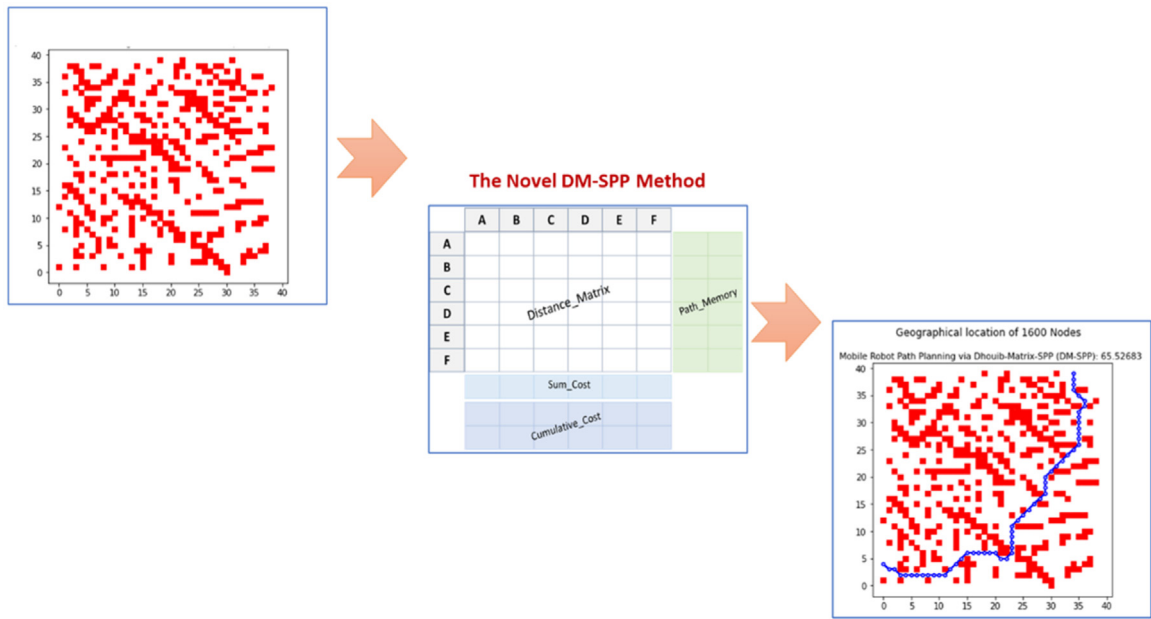 40
35
30
25
20
15
10
5
0
0 5 10 15 20 25 30 35 40
The Novel DM-SPP Method
A B C D E F
A
B
C
D
E
F
Distance_Matrix
Path_Memory
Sum_Cost
Cumulative_Cost
Geographical location of 1600 Nodes
Mobile Robot Path Planning via Dhouib-Matrix-SPP (DM-SPP): 65.52683
40
35
30
25
20
15
10
5
0
0 5 10 15 20 25 30 35 40